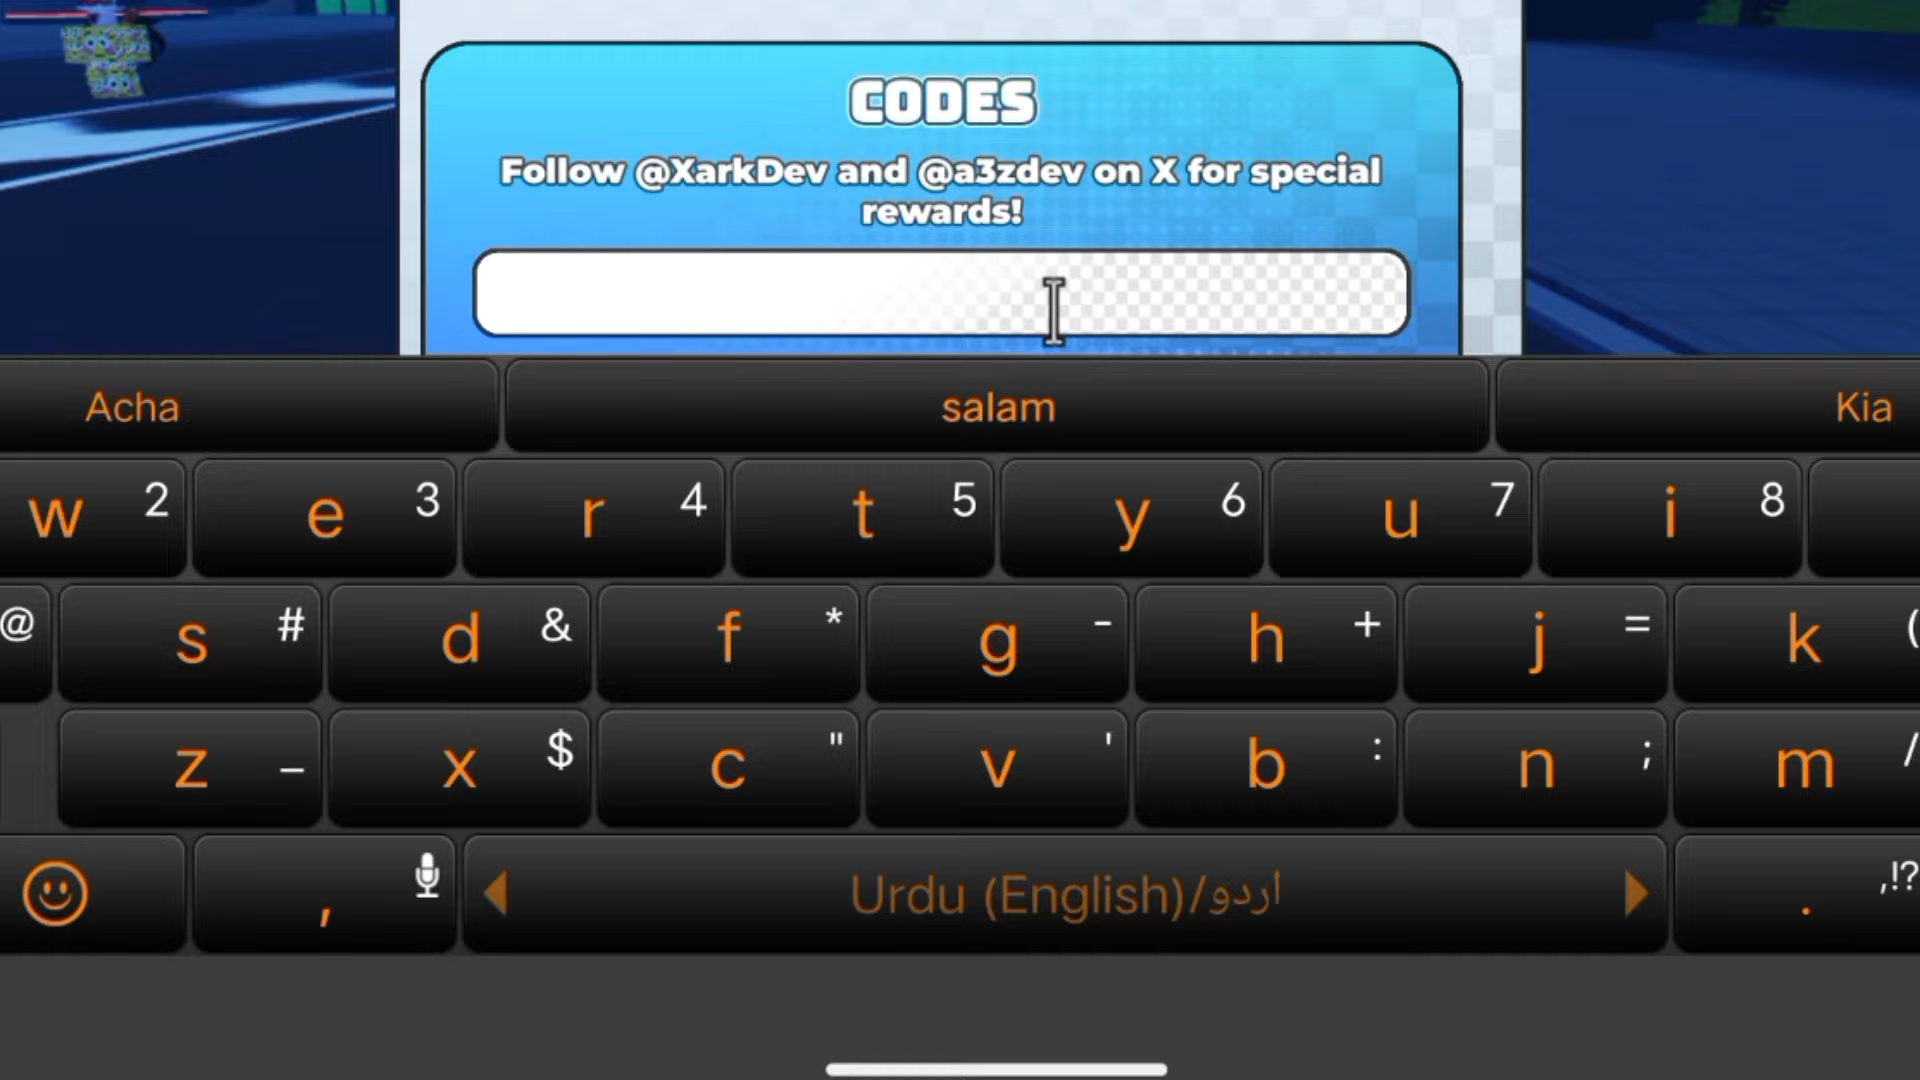 CODES
Follow @XarkDev and @a3zdev on X for special
rewards!
Acha salam Kia
w 2 e 3 r 4 t 5 y 6 u 7 i 8
@ s # d & f * g - h + j = k (
z _ x $ c " v ' b : n ; m /
, Urdu (English)/اردو . ,!?